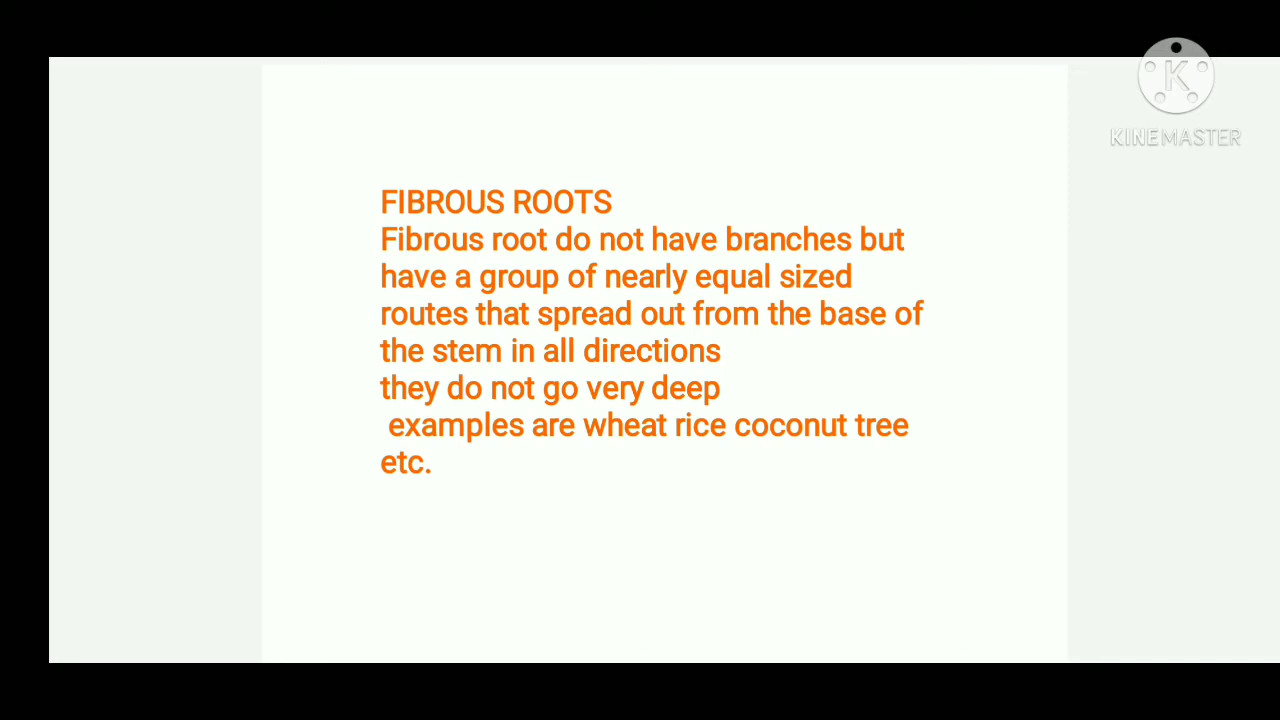 K
KINEMASTER
FIBROUS ROOTS
Fibrous root do not have branches but
have a group of nearly equal sized
routes that spread out from the base of
the stem in all directions
they do not go very deep
examples are wheat rice coconut tree
etc.